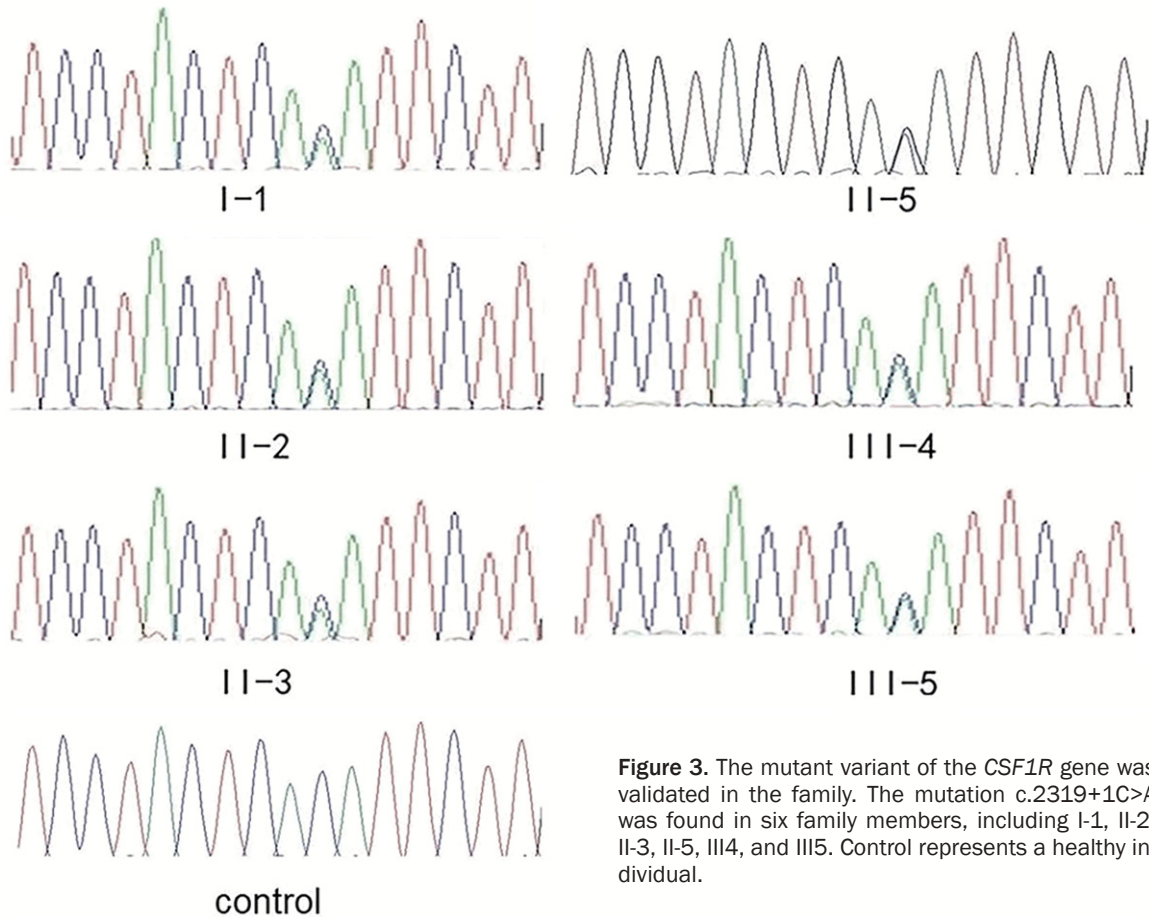 I-1
II-5
II-2
III-4
II-3
III-5
control
Figure 3. The mutant variant of the CSF1R gene was
validated in the family. The mutation c.2319+1C>A
was found in six family members, including I-1, II-2,
II-3, II-5, III4, and III5. Control represents a healthy in-
dividual.